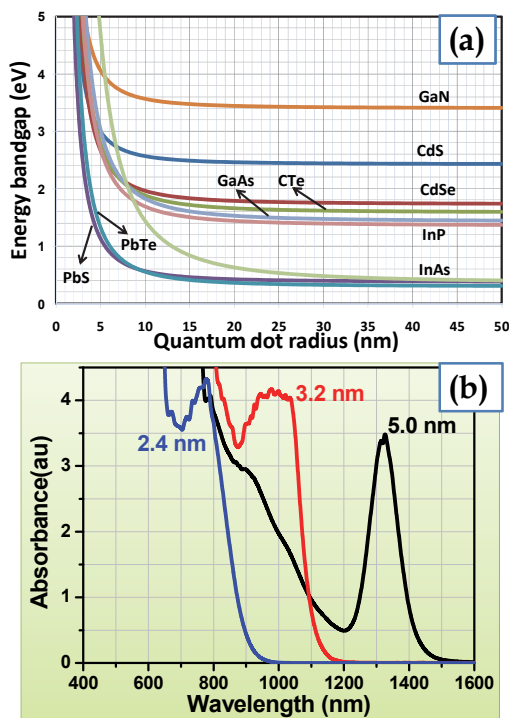 (a)
Energy bandgap (eV)
5
4
3
2
1
0
GaN
CdS
GaAs
CTe
CdSe
InP
InAs
PbTe
PbS
0 5 10 15 20 25 30 35 40 45 50
Quantum dot radius (nm)
(b)
Absorbance(au)
4
3
2
1
0
2.4 nm
3.2 nm
5.0 nm
400 600 800 1000 1200 1400 1600
Wavelength (nm)